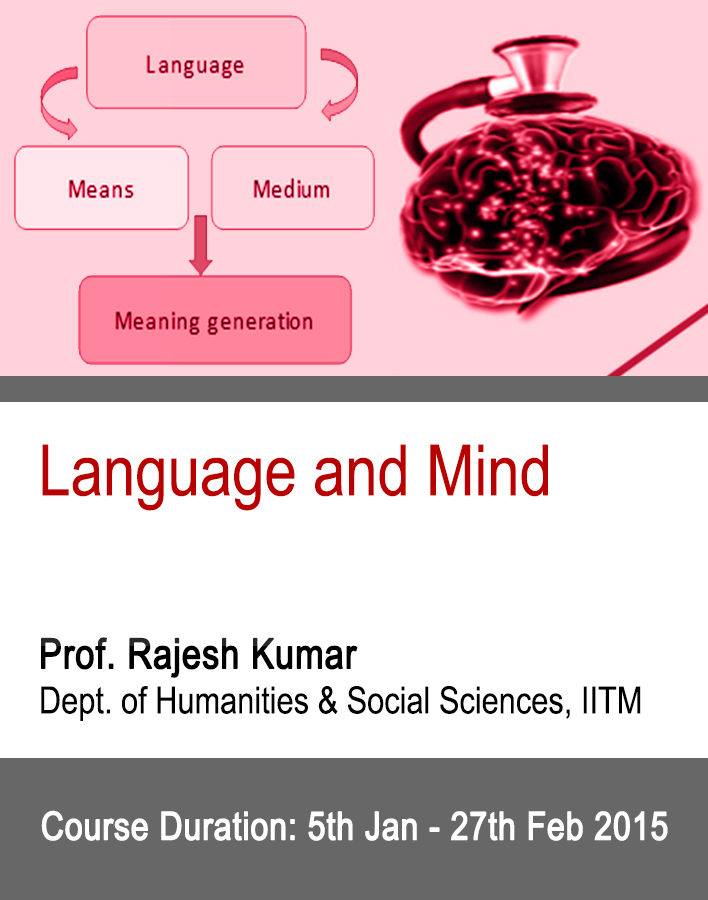 Language
Means
Medium
Meaning generation
Language and Mind
Prof. Rajesh Kumar
Dept. of Humanities & Social Sciences, IITM
Course Duration: 5th Jan - 27th Feb 2015